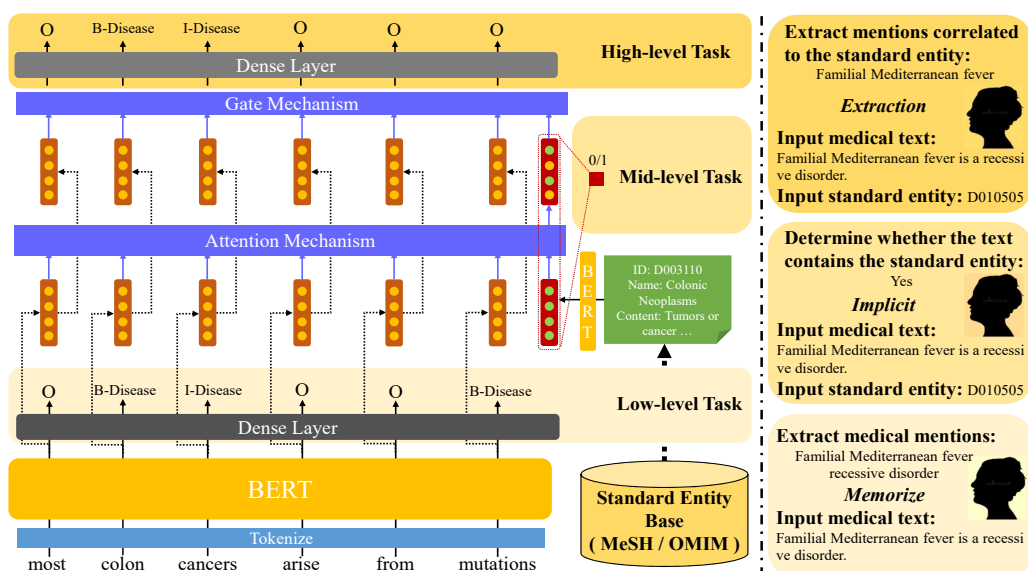 O B-Disease I-Disease O O O
High-level Task
Dense Layer
Gate Mechanism
0/1
Mid-level Task
Attention Mechanism
BERT
ID: D003110
Name: Colonic
Neoplasms
Content: Tumors or
cancer ...
O B-Disease I-Disease O O B-Disease
Low-level Task
Dense Layer
BERT
Tokenize
most colon cancers arise from mutations
Standard Entity
Base
( MeSH / OMIM )
Extract mentions correlated
to the standard entity:
Familial Mediterranean fever
Extraction
Input medical text:
Familial Mediterranean fever is a recessi
ve disorder.
Input standard entity: D010505
Determine whether the text
contains the standard entity:
Yes
Implicit
Input medical text:
Familial Mediterranean fever is a recessi
ve disorder.
Input standard entity: D010505
Extract medical mentions:
Familial Mediterranean fever
recessive disorder
Memorize
Input medical text:
Familial Mediterranean fever is a recessi
ve disorder.